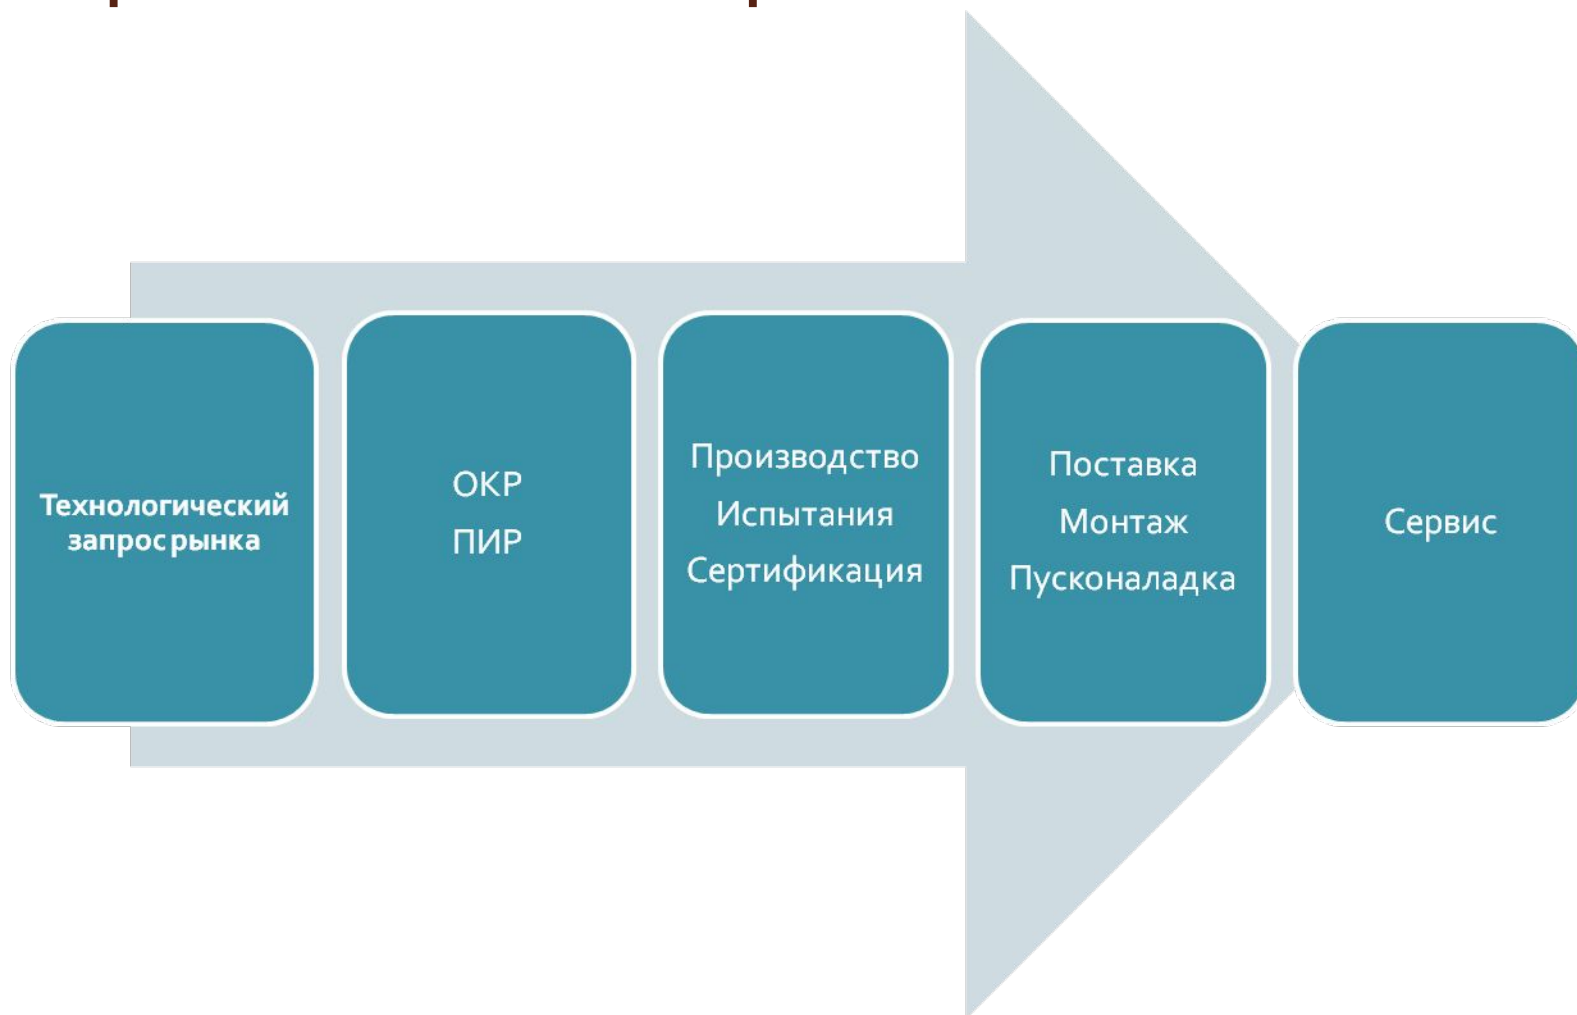 Технологический
запрос рынка
ОКР
ПИР
Производство
Испытания
Сертификация
Поставка
Монтаж
Пусконаладка
Сервис